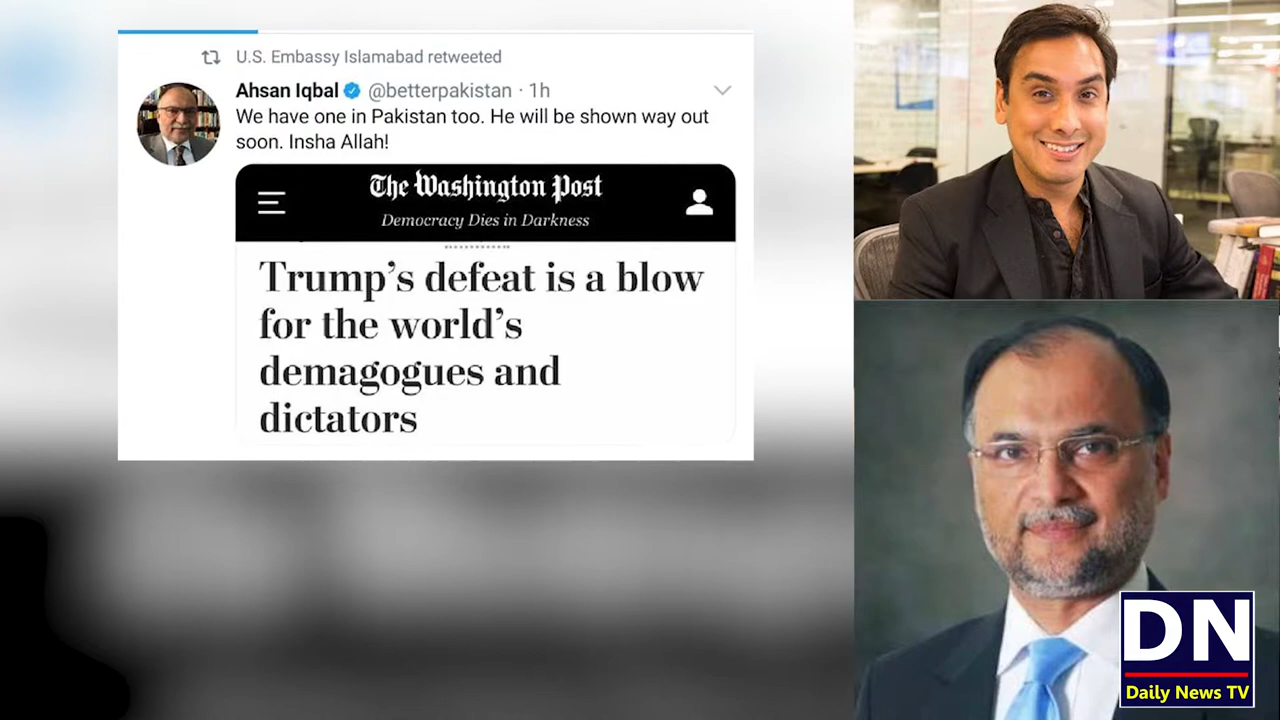 U.S. Embassy Islamabad retweeted
Ahsan Iqbal @betterpakistan · 1h
We have one in Pakistan too. He will be shown way out
soon. Insha Allah!
The Washington Post
Democracy Dies in Darkness
Trump's defeat is a blow
for the world's
demagogues and
dictators
DN
Daily News TV